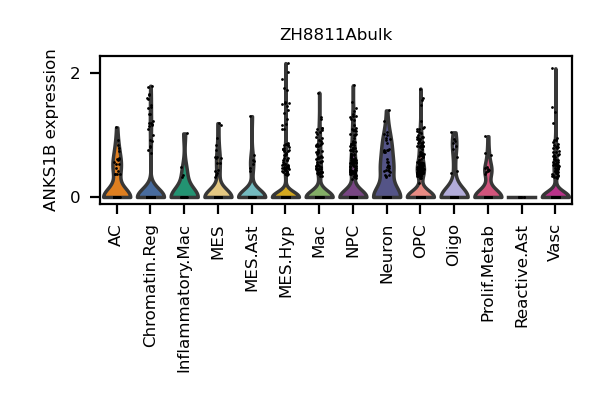 ZH8811Abulk
ANKS1B expression
2
0
AC
Chromatin.Reg
Inflammatory.Mac
MES
MES.Ast
MES.Hyp
Mac
NPC
Neuron
OPC
Oligo
Prolif.Metab
Reactive.Ast
Vasc